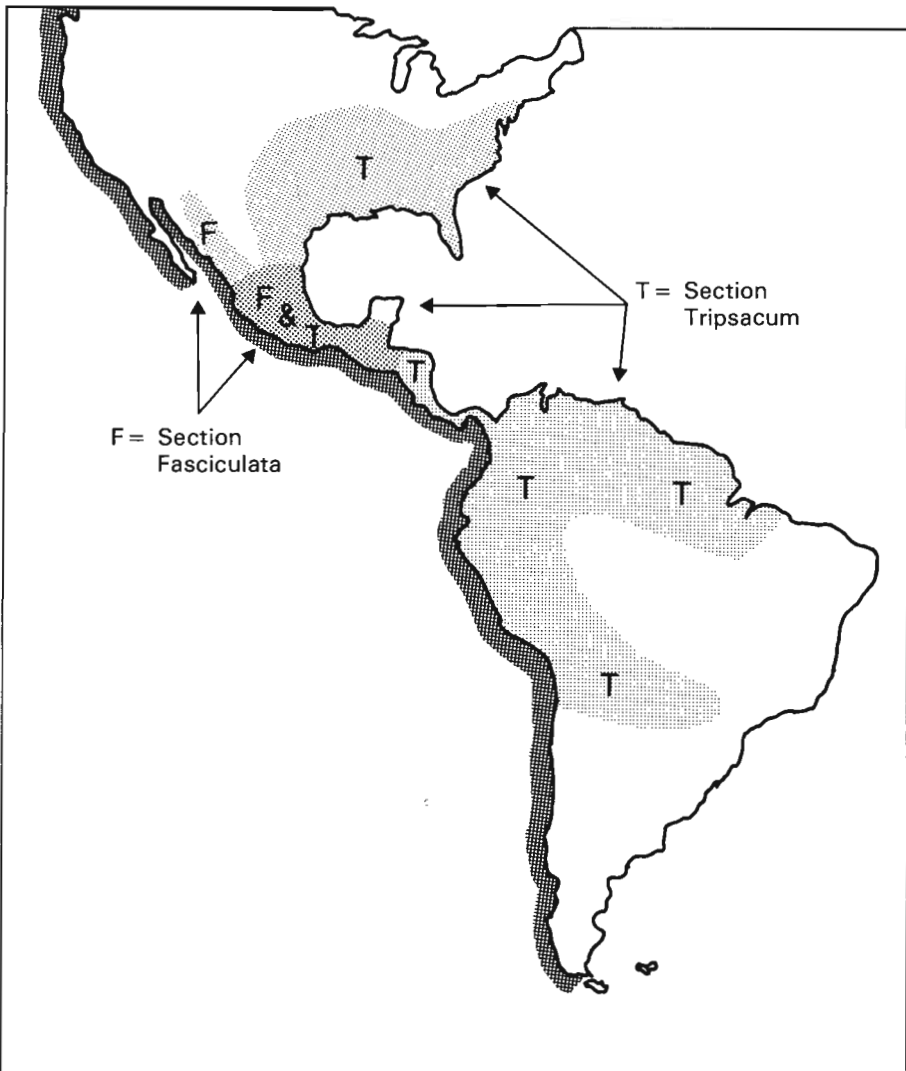 T
F
F
&
T
T
T = Section
Tripsacum
F = Section
Fasciculata
T
T
T